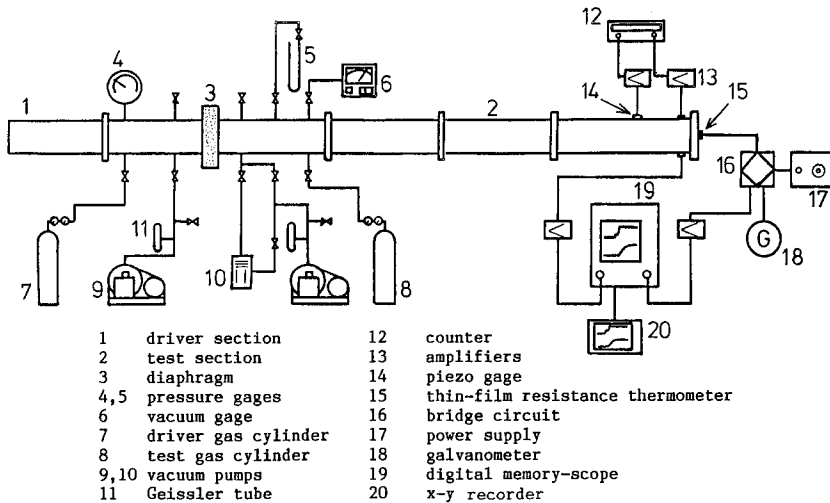 12
4
5
6
13
3
14
15
1
2
16
17
19
11
G
18
10
7
9
8
20
1 driver section
2 test section
3 diaphragm
4,5 pressure gages
6 vacuum gage
7 driver gas cylinder
8 test gas cylinder
9,10 vacuum pumps
11 Geissler tube
12 counter
13 amplifiers
14 piezo gage
15 thin-film resistance thermometer
16 bridge circuit
17 power supply
18 galvanometer
19 digital memory-scope
20 x-y recorder